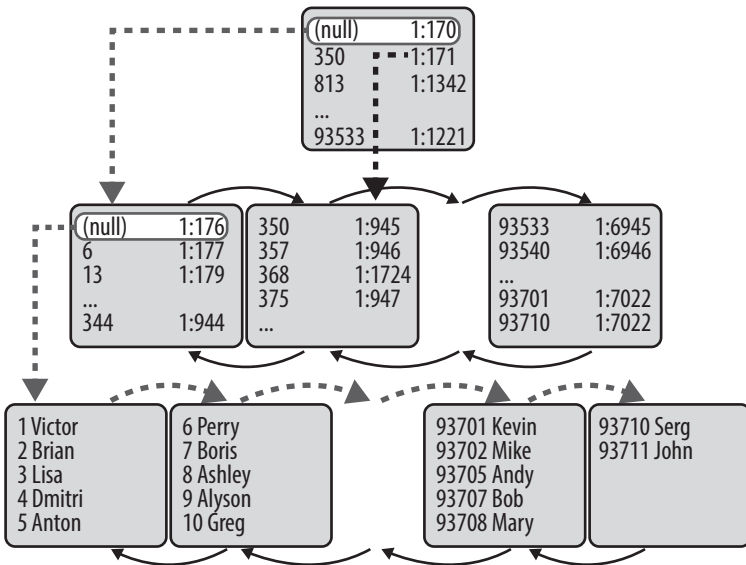 (null) 1:170
350 1:171
813 1:1342
...
93533 1:1221
(null) 1:176
6 1:177
13 1:179
...
344 1:944
350 1:945
357 1:946
368 1:1724
375 1:947
...
93533 1:6945
93540 1:6946
...
93701 1:7022
93710 1:7022
1 Victor
2 Brian
3 Lisa
4 Dmitri
5 Anton
6 Perry
7 Boris
8 Ashley
9 Alyson
10 Greg
93701 Kevin
93702 Mike
93705 Andy
93707 Bob
93708 Mary
93710 Serg
93711 John